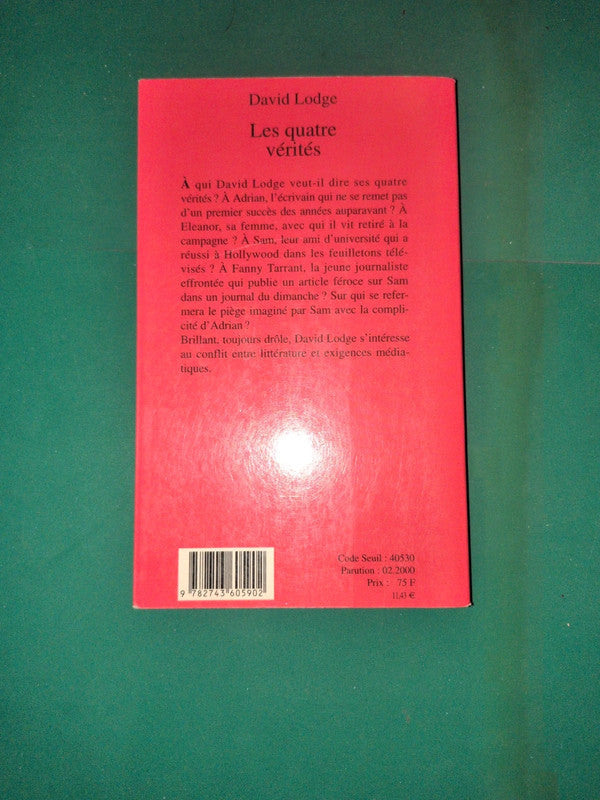 David Lodge
Les quatre
vérités
À qui David Lodge veut-il dire ses quatre
vérités ? À Adrian, l'écrivain qui ne se remet pas
d'un premier succès des années auparavant ? À
Eleanor, sa femme, avec qui il vit retiré à la
campagne ? À Sam, leur ami d'université qui a
réussi à Hollywood dans les feuilletons télé-
visés ? À Fanny Tarrant, la jeune journaliste
effrontée qui publie un article féroce sur Sam
dans un journal du dimanche ? Sur qui se refer-
mera le piège imaginé par Sam avec la compli-
cité d'Adrian ?
Brillant, toujours drôle, David Lodge s'intéresse
au conflit entre littérature et exigences média-
tiques.
Code Seuil : 40530
Parution : 02.2000
Prix : 75 F
11,43 €
9 782743 605902